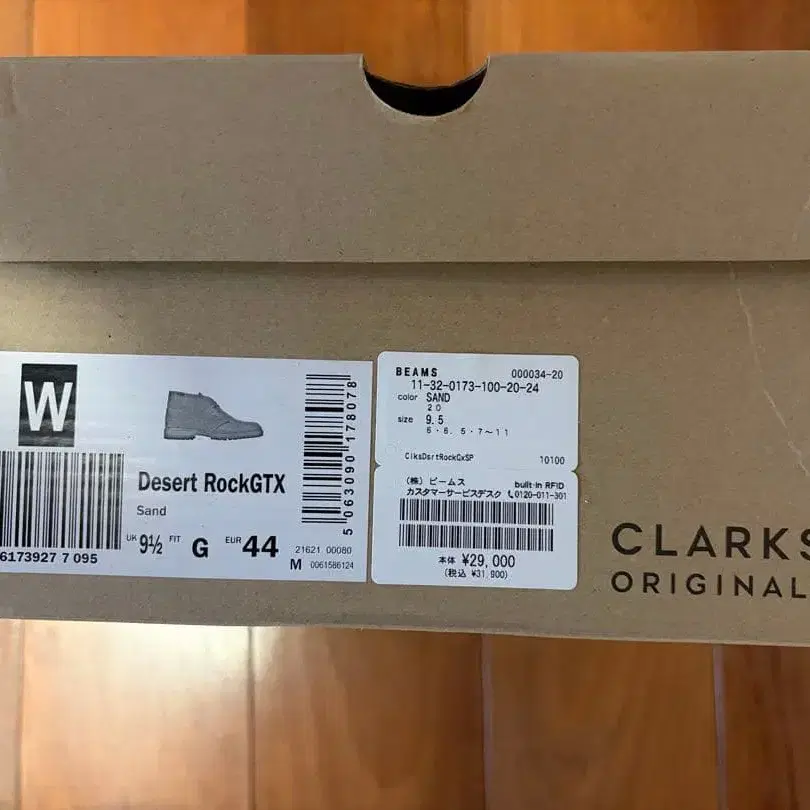 W
Desert RockGTX
Sand
6173927 7 095
UK 9½ FIT G EUR 44
21621 00080
M 0061586124
5 063090 178078
BEAMS 000034-20
11-32-0173-100-20-24
color SAND
20
size 9.5
6・6.5・7～11
ClksDsrtRockGxSP 10100
(株) ビームス built-in RFID
カスタマーサービスデスク 0120-011-301
本体 ¥29,000
(税込 ¥31,900)
CLARKS
ORIGINAL